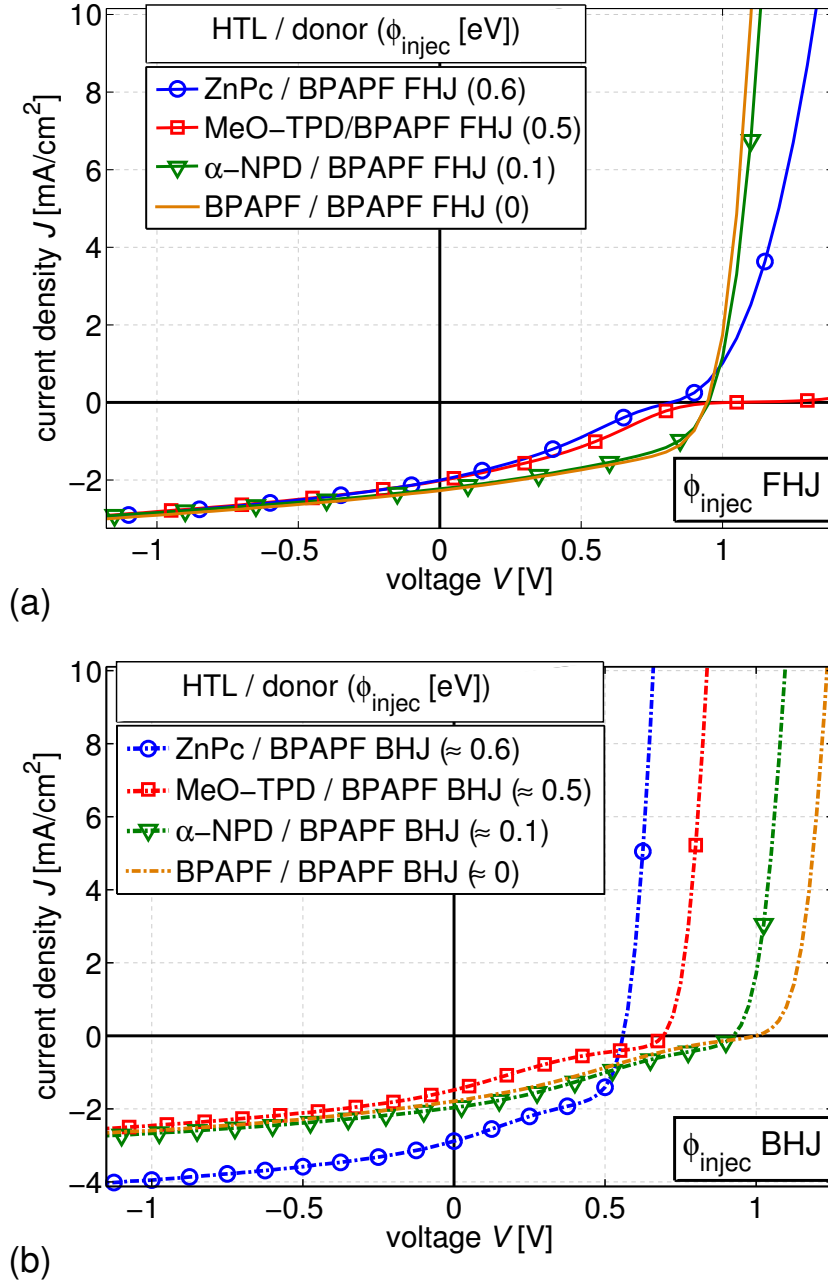 HTL / donor (ϕinjec [eV])
ZnPc / BPAPF FHJ (0.6)
MeO−TPD/BPAPF FHJ (0.5)
α−NPD / BPAPF FHJ (0.1)
BPAPF / BPAPF FHJ (0)
10
8
6
4
2
0
−2
current density J [mA/cm²]
ϕinjec FHJ
−1
−0.5
0
0.5
1
voltage V [V]
(a)
HTL / donor (ϕinjec [eV])
ZnPc / BPAPF BHJ (≈ 0.6)
MeO−TPD / BPAPF BHJ (≈ 0.5)
α−NPD / BPAPF BHJ (≈ 0.1)
BPAPF / BPAPF BHJ (≈ 0)
10
8
6
4
2
0
−2
−4
current density J [mA/cm²]
ϕinjec BHJ
−1
−0.5
0
0.5
1
voltage V [V]
(b)